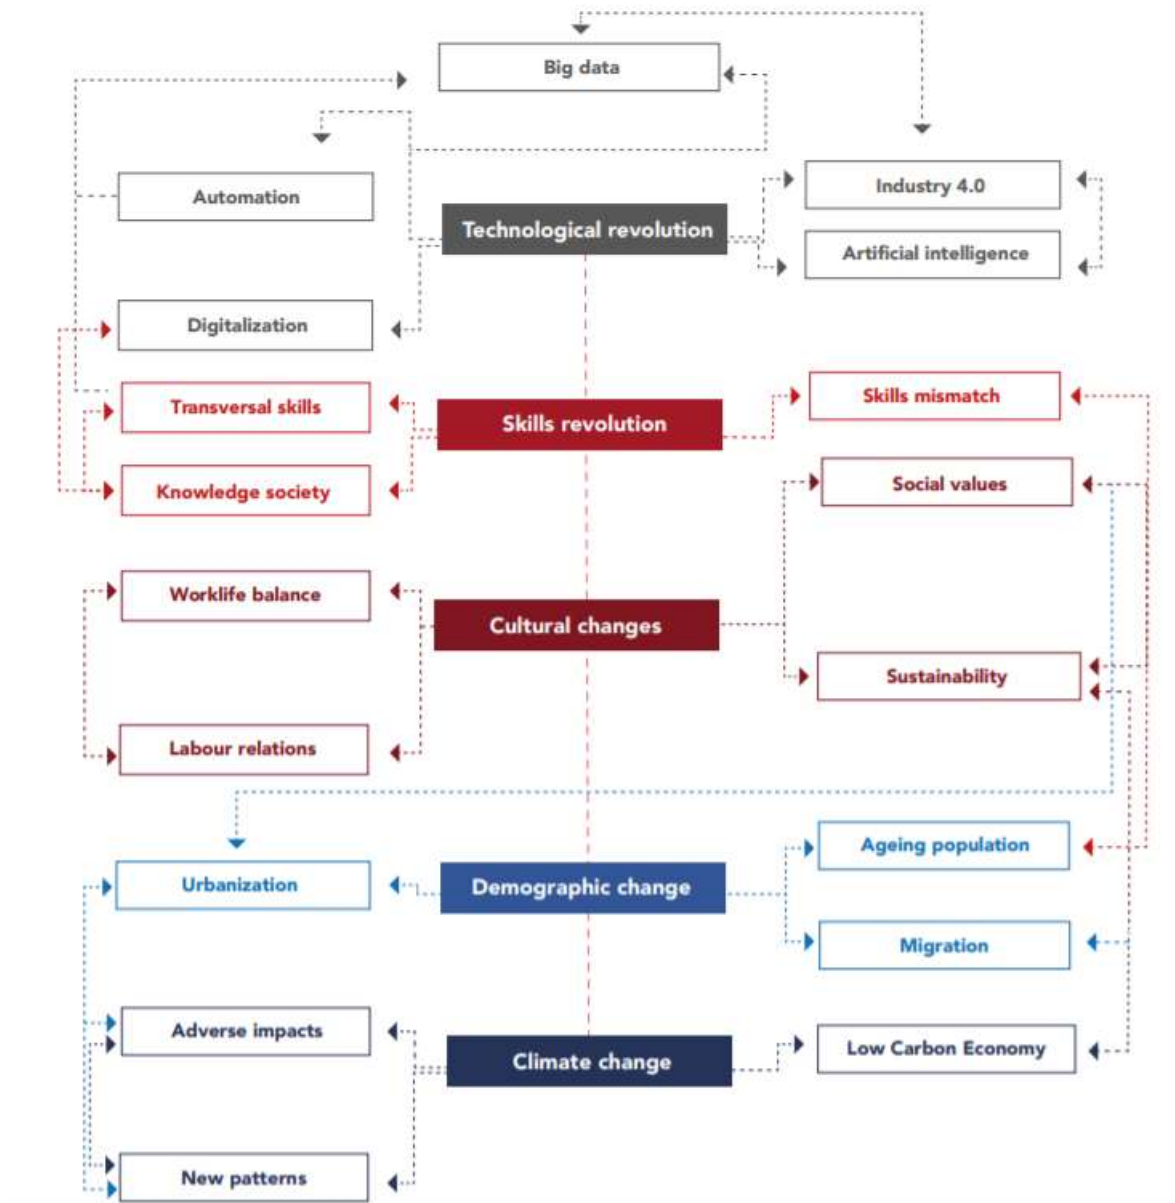 Big data
Automation
Industry 4.0
Technological revolution
Artificial intelligence
Digitalization
Transversal skills
Skills revolution
Skills mismatch
Knowledge society
Social values
Worklife balance
Cultural changes
Sustainability
Labour relations
Urbanization
Demographic change
Ageing population
Migration
Adverse impacts
Climate change
Low Carbon Economy
New patterns